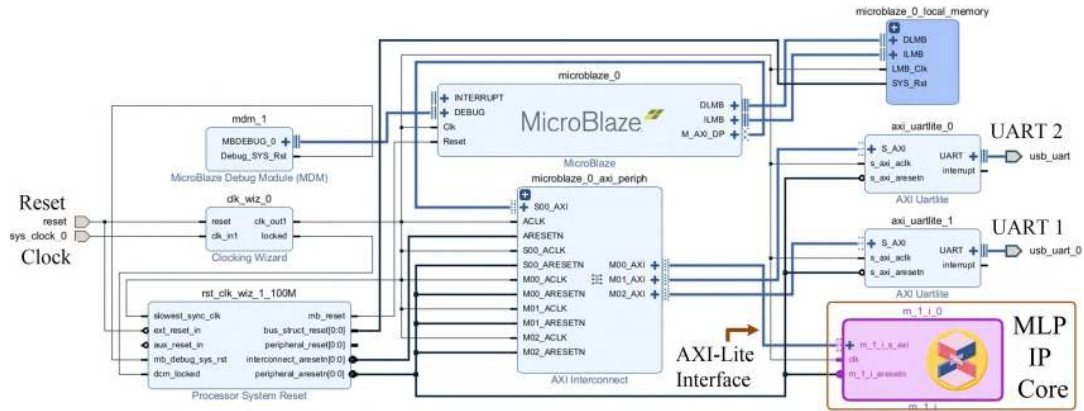 microblaze_0_local_memory
DLMB
ILMB
LMB_Clk
SYS_Rst
microblaze_0
INTERRUPT
DEBUG
Clk
Reset
MicroBlaze
DLMB
ILMB
M_AXI_DP
MicroBlaze
mdm_1
MBDEBUG_0
Debug_SYS_Rst
MicroBlaze Debug Module (MDM)
axi_uartlite_0
S_AXI
s_axi_aclk
s_axi_aresetn
UART
interrupt
AXI Uartlite
UART 2
usb_uart
Reset
reset
sys_clock_0
Clock
clk_wiz_0
reset
clk_in1
clk_out1
locked
Clocking Wizard
microblaze_0_axi_periph
S00_AXI
ACLK
ARESETN
S00_ACLK
S00_ARESETN
M00_ACLK
M00_ARESETN
M01_ACLK
M01_ARESETN
M02_ACLK
M02_ARESETN
M00_AXI
M01_AXI
M02_AXI
AXI Interconnect
axi_uartlite_1
S_AXI
s_axi_aclk
s_axi_aresetn
UART
interrupt
AXI Uartlite
UART 1
usb_uart_0
rst_clk_wiz_1_100M
slowest_sync_clk
ext_reset_in
aux_reset_in
mb_debug_sys_rst
dcm_locked
mb_reset
bus_struct_reset[0:0]
peripheral_reset[0:0]
interconnect_aresetn[0:0]
peripheral_aresetn[0:0]
Processor System Reset
AXI-Lite
Interface
m_1_i_0
m_1_i_s_axi
clk
m_1_i_aresetn
m_1_i
MLP
IP
Core